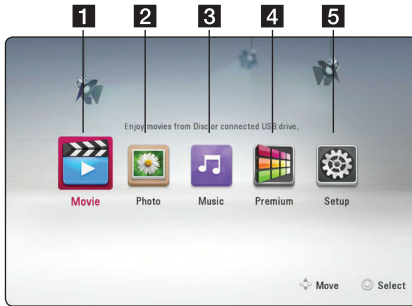 1 2 3 4 5
Enjoy movies from Disc or connected USB drive.
Movie Photo Music Premium Setup
Move Select